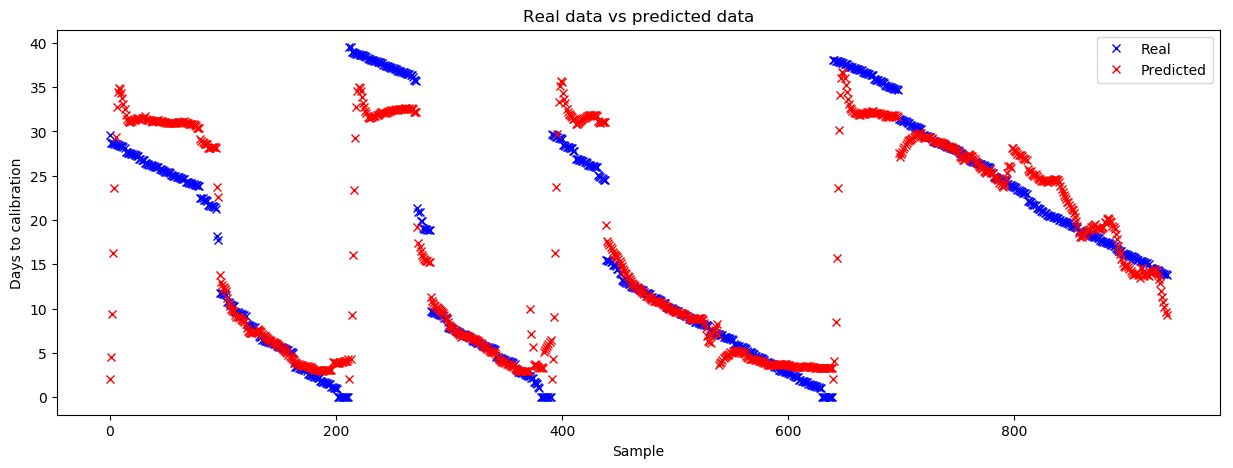 Real data vs predicted data
Real
Predicted
Days to calibration
40
35
30
25
20
15
10
5
0
0
200
400
600
800
Sample